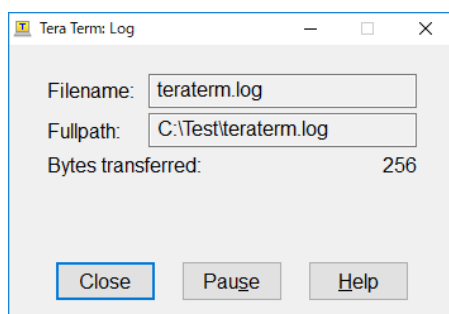 Tera Term: Log
Filename: teraterm.log
Fullpath: C:\Test\teraterm.log
Bytes transferred: 256
Close Pause Help